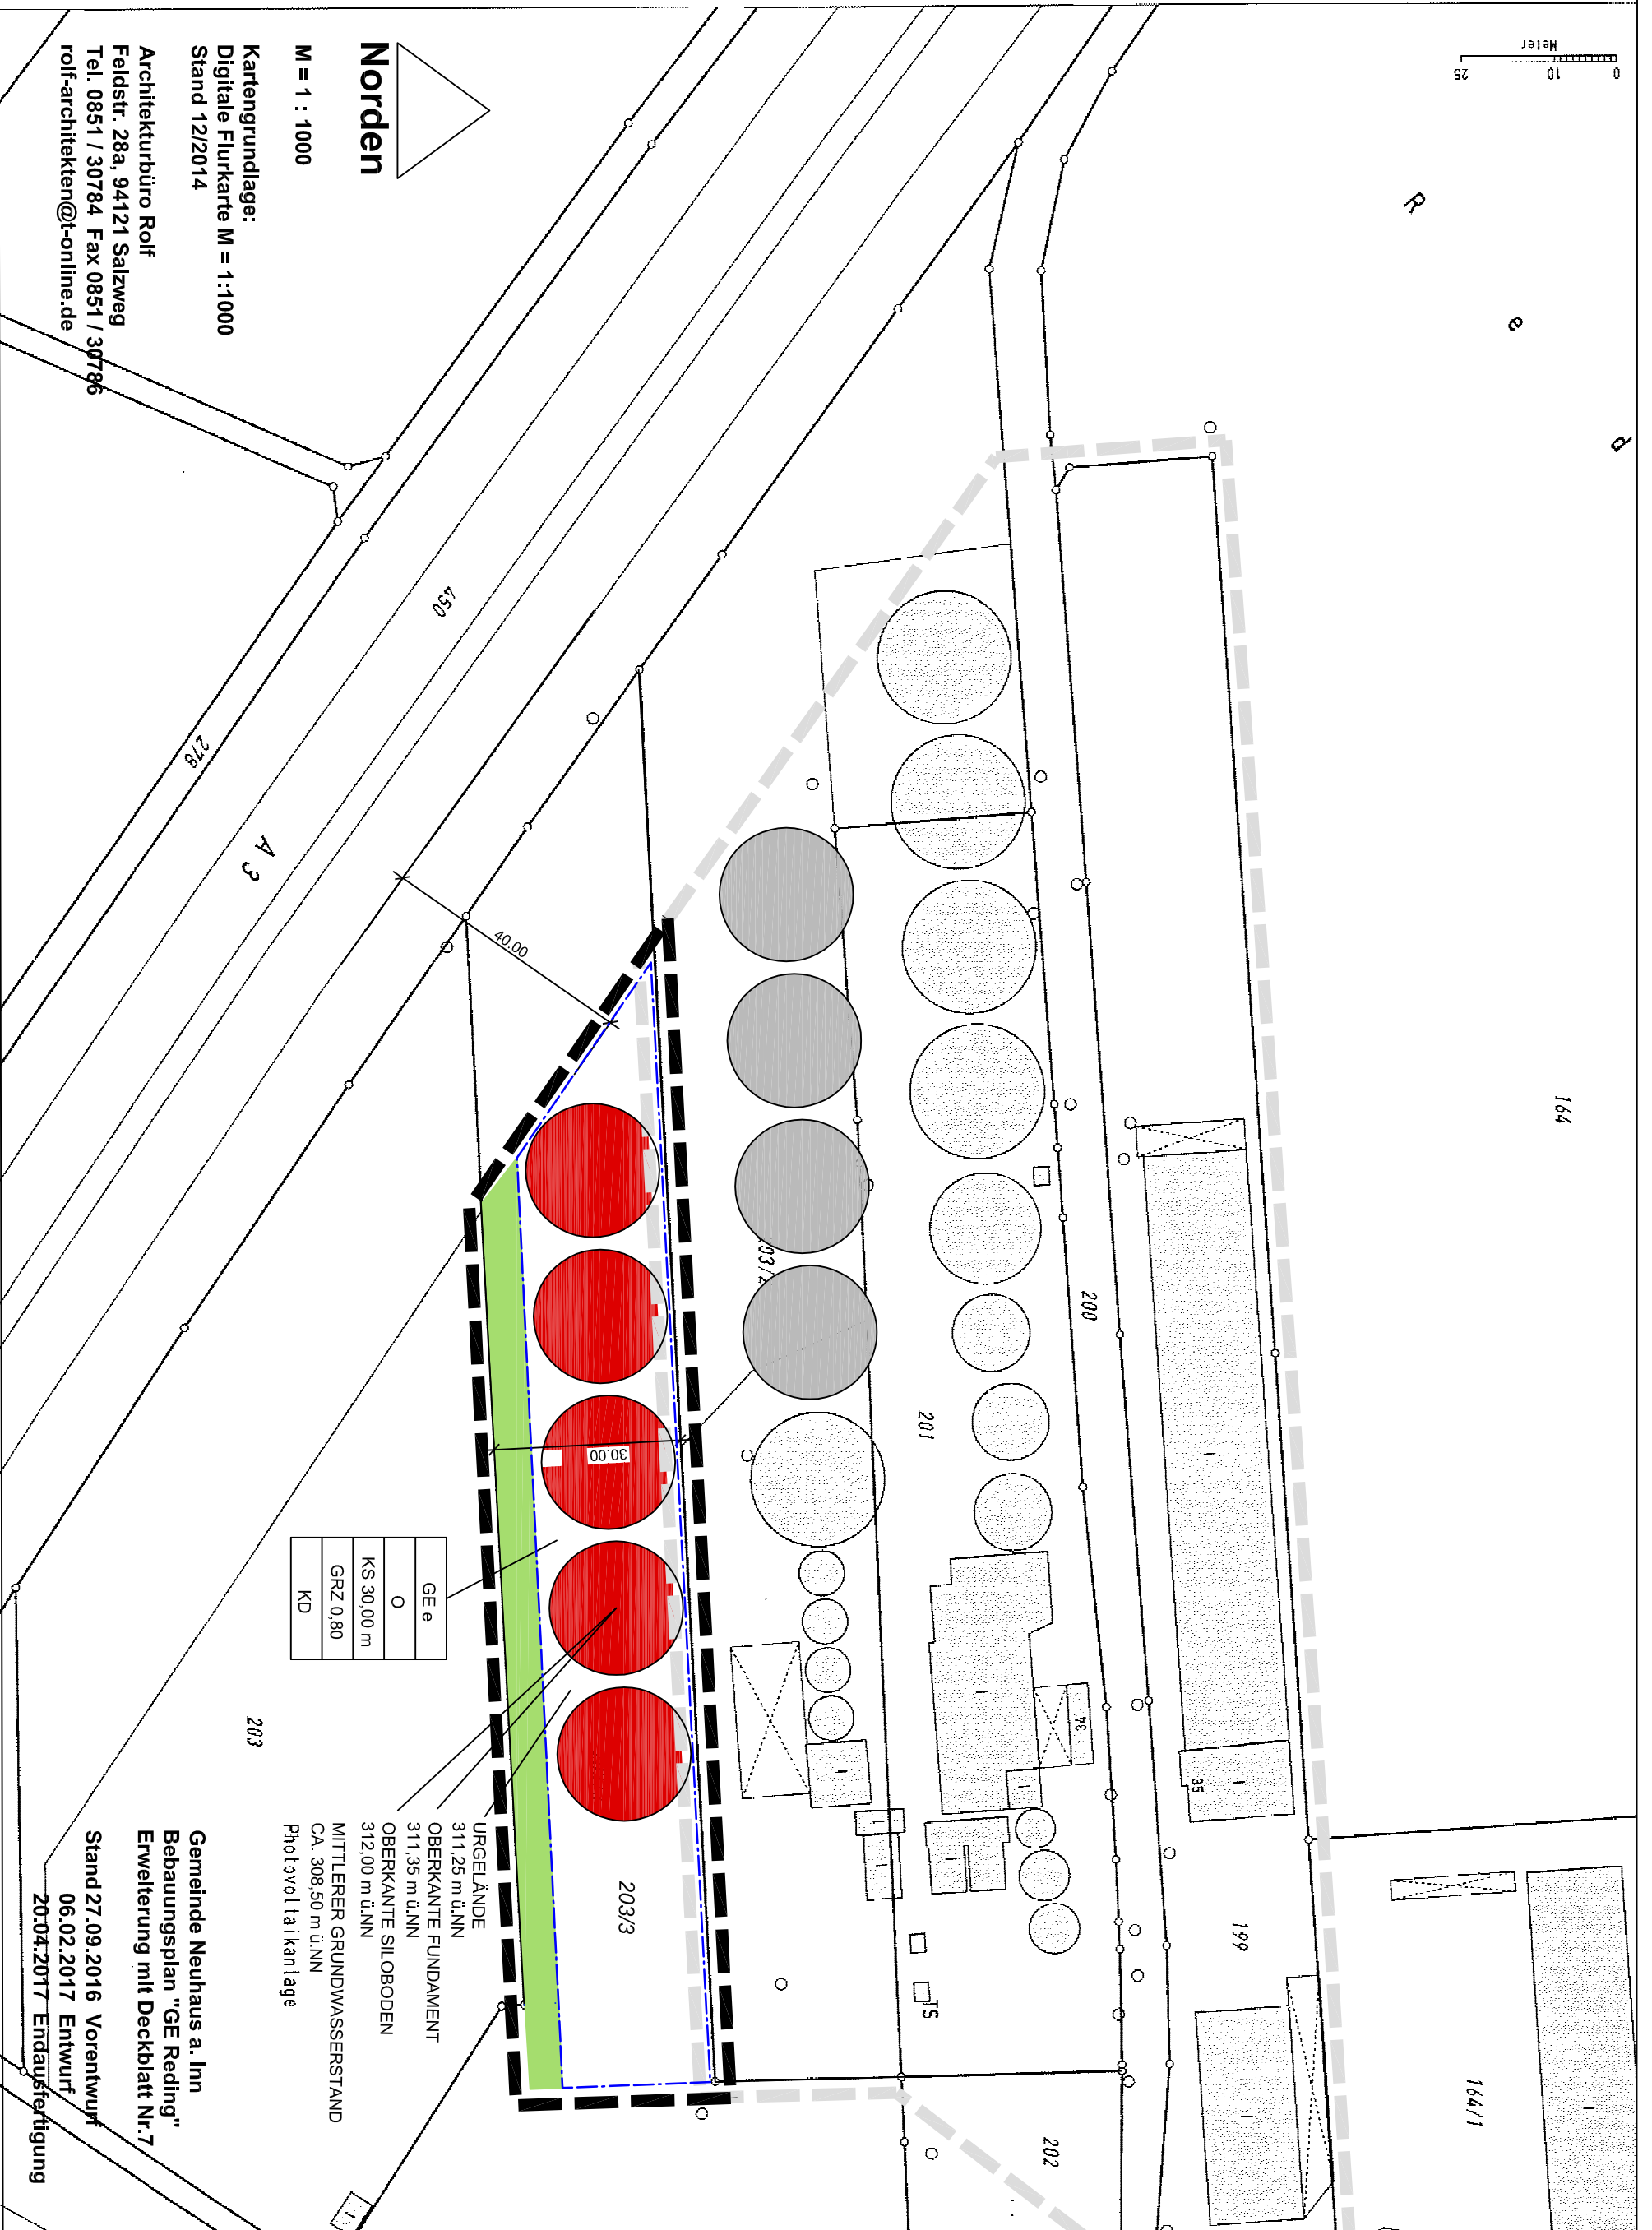 Norden
M = 1 : 1000
Kartengrundlage:
Digitale Flurkarte M = 1:1000
Stand 12/2014
Architekturbüro Rolf
Feldstr. 28a, 94121 Salzweg
Tel. 0851 / 30784 Fax 0851 / 30786
rolf-architekten@t-online.de
0
10
25
Meter
R e d
164
450
278
A 3
40.00
30.00
200
201
34
35
199
164/1
202
TS
203/3
203
GE e
O
KS 30,00 m
GRZ 0,80
KD
URGELÄNDE
311,25 m ü.NN
OBERKANTE FUNDAMENT
311,35 m ü.NN
OBERKANTE SILOBODEN
312,00 m ü.NN
MITTLERER GRUNDWASSERSTAND
CA. 308,50 m ü.NN
Photovoltaikanlage
Gemeinde Neuhaus a. Inn
Bebauungsplan "GE Reding"
Erweiterung mit Deckblatt Nr.7
Stand 27.09.2016 Vorentwurf
06.02.2017 Entwurf
20.04.2017 Endausfertigung